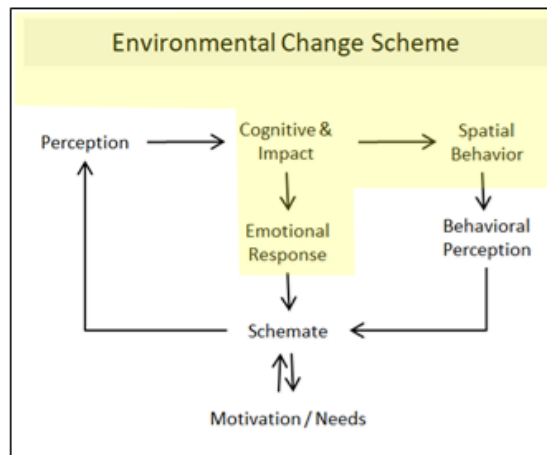 Environmental Change Scheme
Perception
Cognitive &
Impact
Spatial
Behavior
Emotional
Response
Behavioral
Perception
Schemate
Motivation / Needs